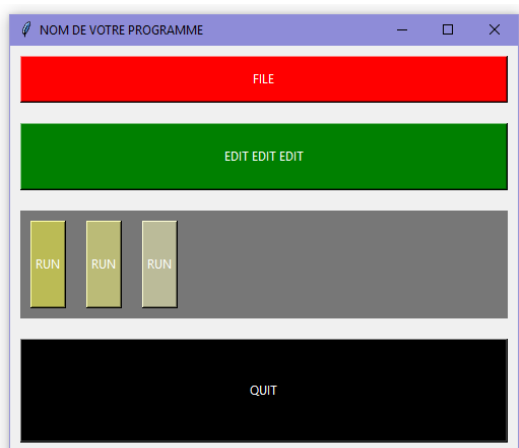 NOM DE VOTRE PROGRAMME
FILE
EDIT EDIT EDIT
RUN RUN RUN
QUIT